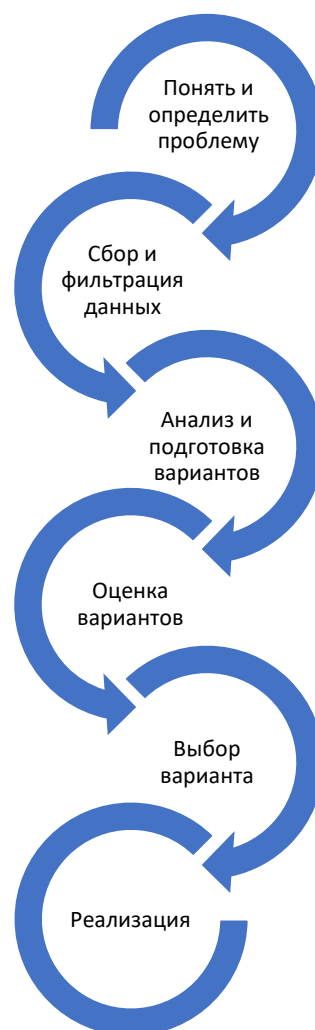 Понять и
определить
проблему
Сбор и
фильтрация
данных
Анализ и
подготовка
вариантов
Оценка
вариантов
Выбор
варианта
Реализация